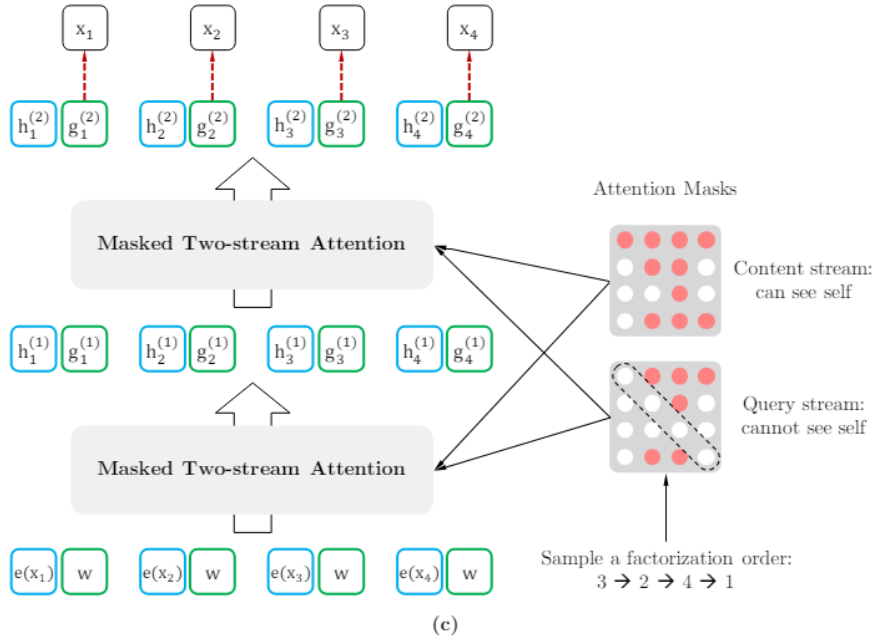 x₁ x₂ x₃ x₄
h₁⁽²⁾ g₁⁽²⁾ h₂⁽²⁾ g₂⁽²⁾ h₃⁽²⁾ g₃⁽²⁾ h₄⁽²⁾ g₄⁽²⁾
Masked Two-stream Attention
h₁⁽¹⁾ g₁⁽¹⁾ h₂⁽¹⁾ g₂⁽¹⁾ h₃⁽¹⁾ g₃⁽¹⁾ h₄⁽¹⁾ g₄⁽¹⁾
Masked Two-stream Attention
e(x₁) w e(x₂) w e(x₃) w e(x₄) w
Attention Masks
Content stream:
can see self
Query stream:
cannot see self
Sample a factorization order:
3 → 2 → 4 → 1
(c)